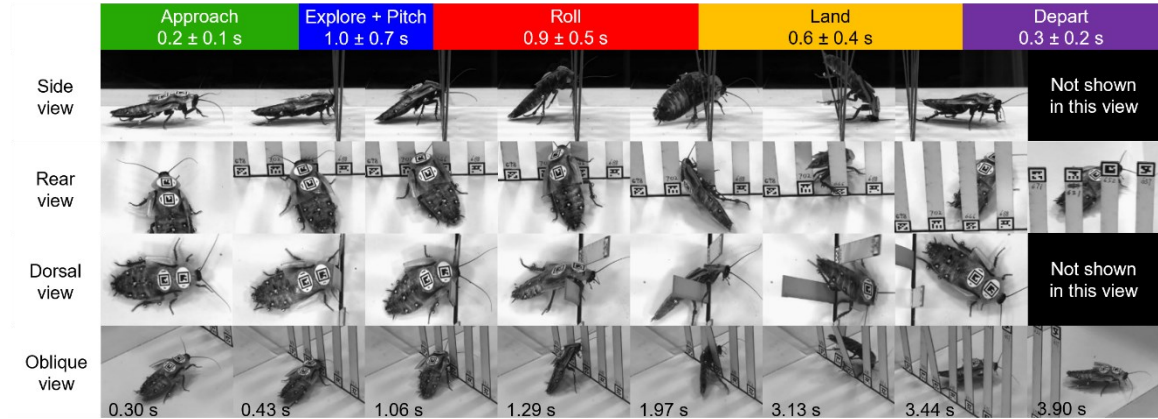 Approach
0.2 ± 0.1 s
Explore + Pitch
1.0 ± 0.7 s
Roll
0.9 ± 0.5 s
Land
0.6 ± 0.4 s
Depart
0.3 ± 0.2 s
Side
view
Not shown
in this view
Rear
view
Dorsal
view
Not shown
in this view
Oblique
view
0.30 s
0.43 s
1.06 s
1.29 s
1.97 s
3.13 s
3.44 s
3.90 s